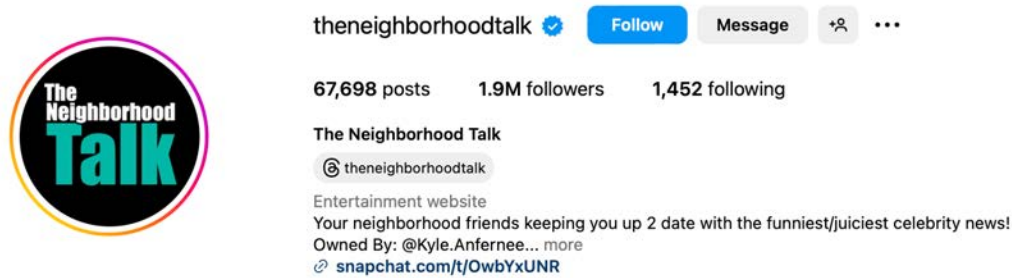 The
Neighborhood
Talk
theneighborhoodtalk
Follow
Message
67,698 posts
1.9M followers
1,452 following
The Neighborhood Talk
theneighborhoodtalk
Entertainment website
Your neighborhood friends keeping you up 2 date with the funniest/juiciest celebrity news!
Owned By: @Kyle.Anfernee... more
snapchat.com/t/OwbYxUNR